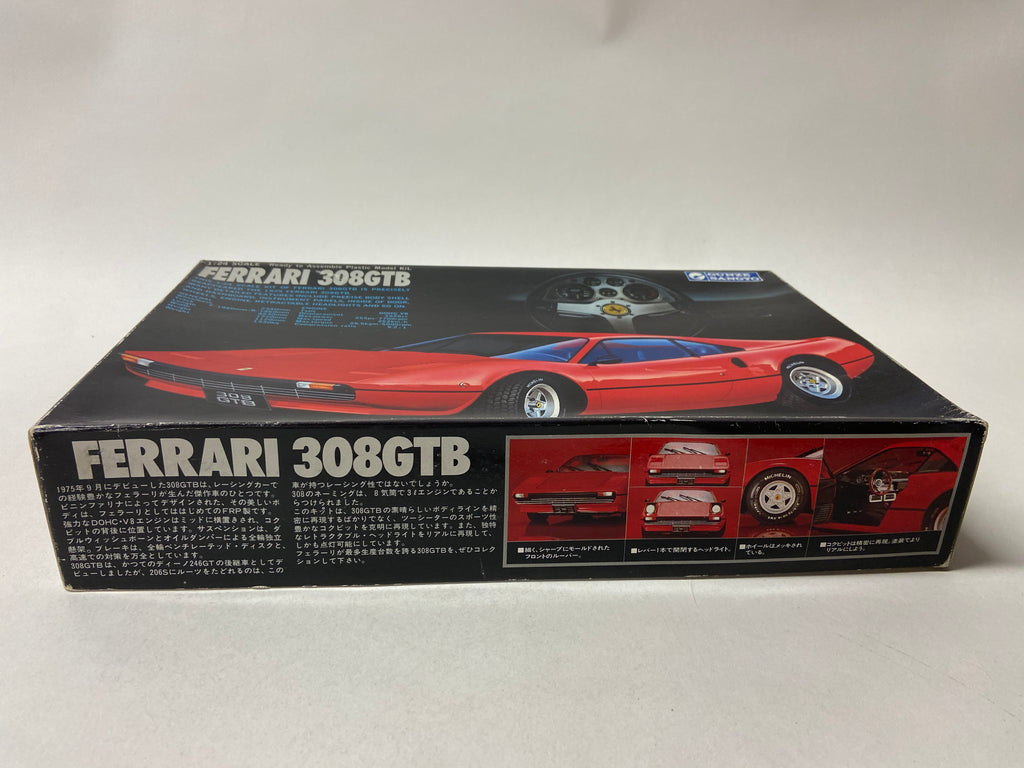 1:24 SCALE Ready to Assemble Plastic Model Kit.
FERRARI 308GTB
GUNZE
SANGYO
308
GTB
MICHELIN
FERRARI 308GTB
1975年9月にデビューした308GTBは、レーシングカーで
の経験豊かなフェラーリが生んだ傑作車のひとつです。
ピニンファリナによってデザインされた、その美しいボ
ディは、フェラーリとしてははじめてのFRP製です。
強力なDOHC・V8エンジンはミッドに横置され、コク
ピットの背後に位置しています。サスペンションは、ダ
ブルウィッシュボーンとオイルダンパーによる全輪独立
懸架。ブレーキは、全輪ベンチレーテッド・ディスクと、
高速での対策を万全としています。
308GTBは、かつてのディーノ246GTの後継車としてデ
ビューしましたが、206Sにルーツをたどれるのは、この
車が持つレーシング性ではないでしょうか。
308のネーミングは、8気筒で3ℓエンジンであることか
らつけられました。
このキットは、308GTBの素晴らしいボディラインを精
密に再現するばかりでなく、ツーシーターのスポーツ性
豊かなコクピットを克明に再現しています。また、独特
なレトラクタブル・ヘッドライトをリアルに再現して、
しかも点灯可能にしています。
フェラーリが最多生産台数を誇る308GTBを、ぜひコレ
クションして下さい。
MICHELIN
■細く、シャープにモールドされた
フロントのルーバー。
■レバー1本で開閉するヘッドライト。
■ホイールはメッキされ
ている。
■コクピットは精密に再現。塗装でより
リアルにしよう。